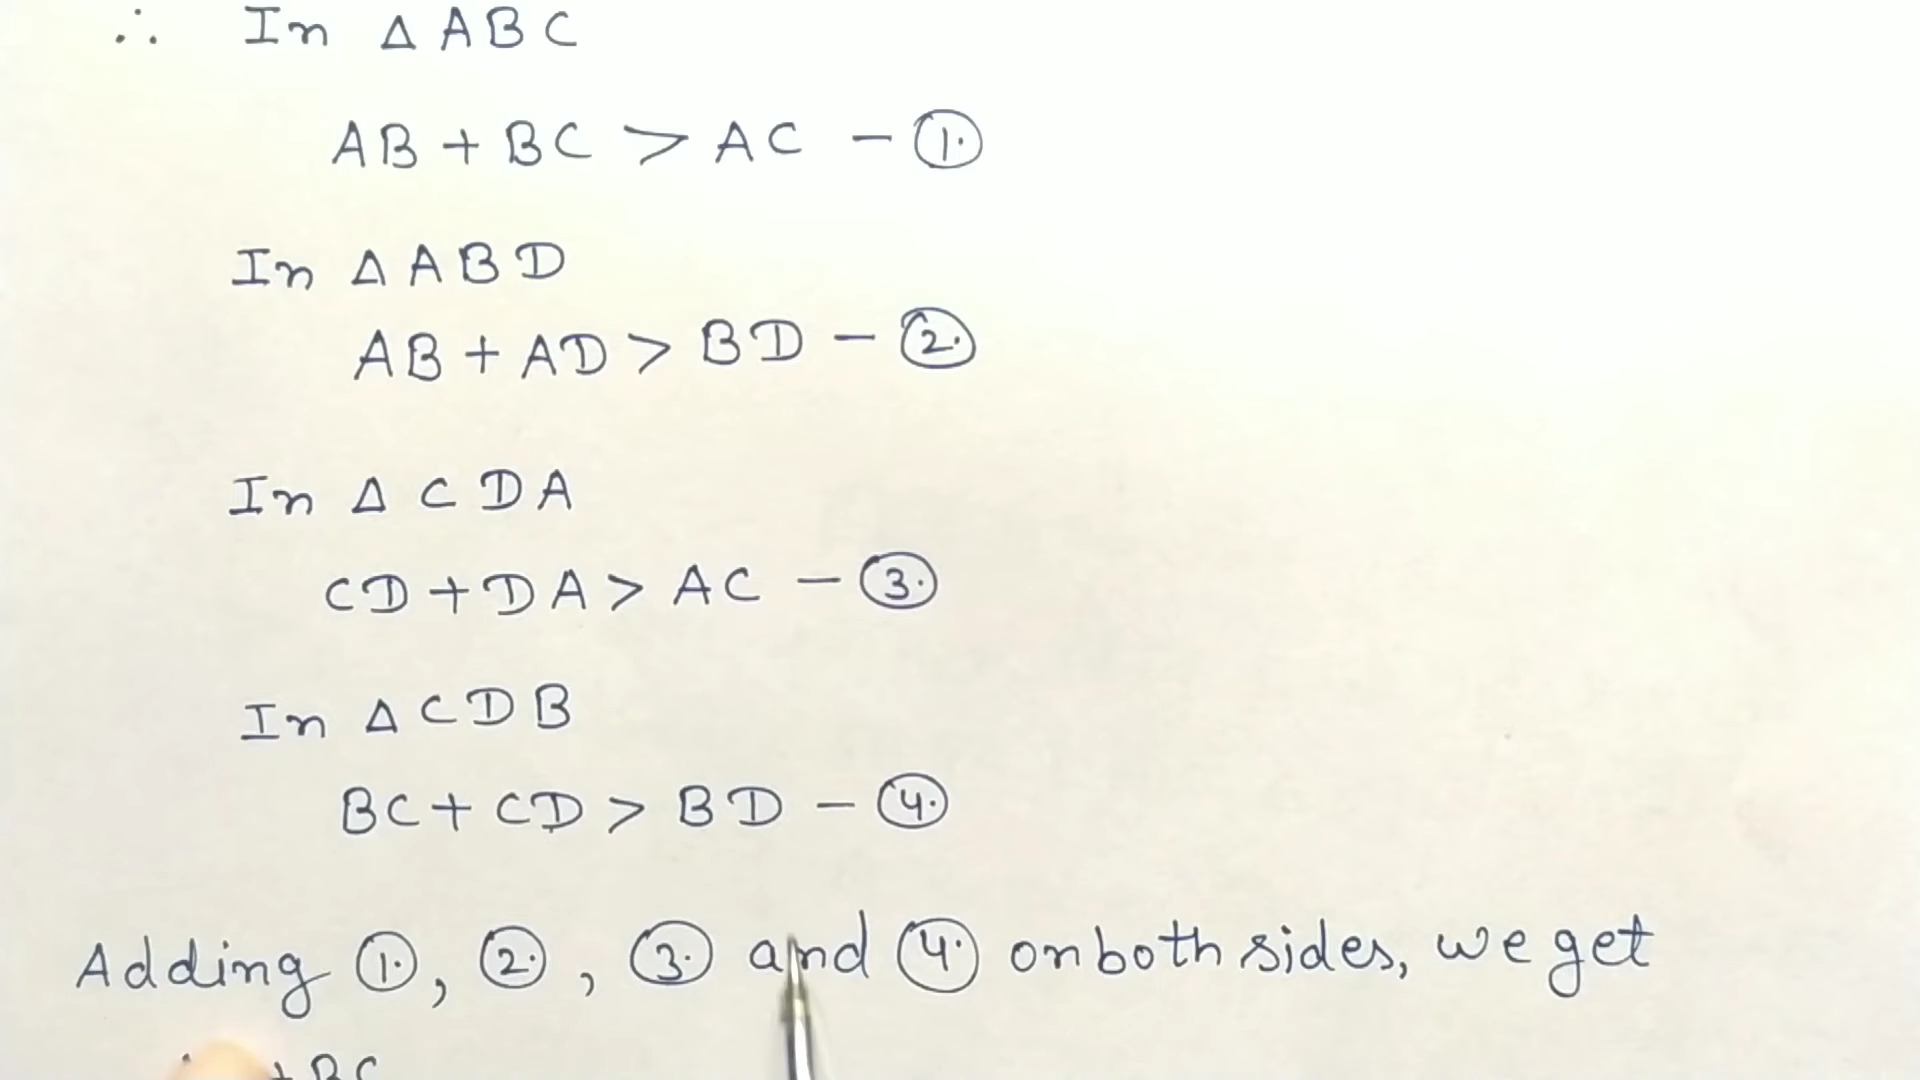 ∴ In △ ABC
AB + BC > AC - ①.
In △ ABD
AB + AD > BD - ②.
In △ CDA
CD + DA > AC - ③.
In △ CDB
BC + CD > BD - ④.
Adding ①., ②., ③. and ④. on both sides, we get
+ BC